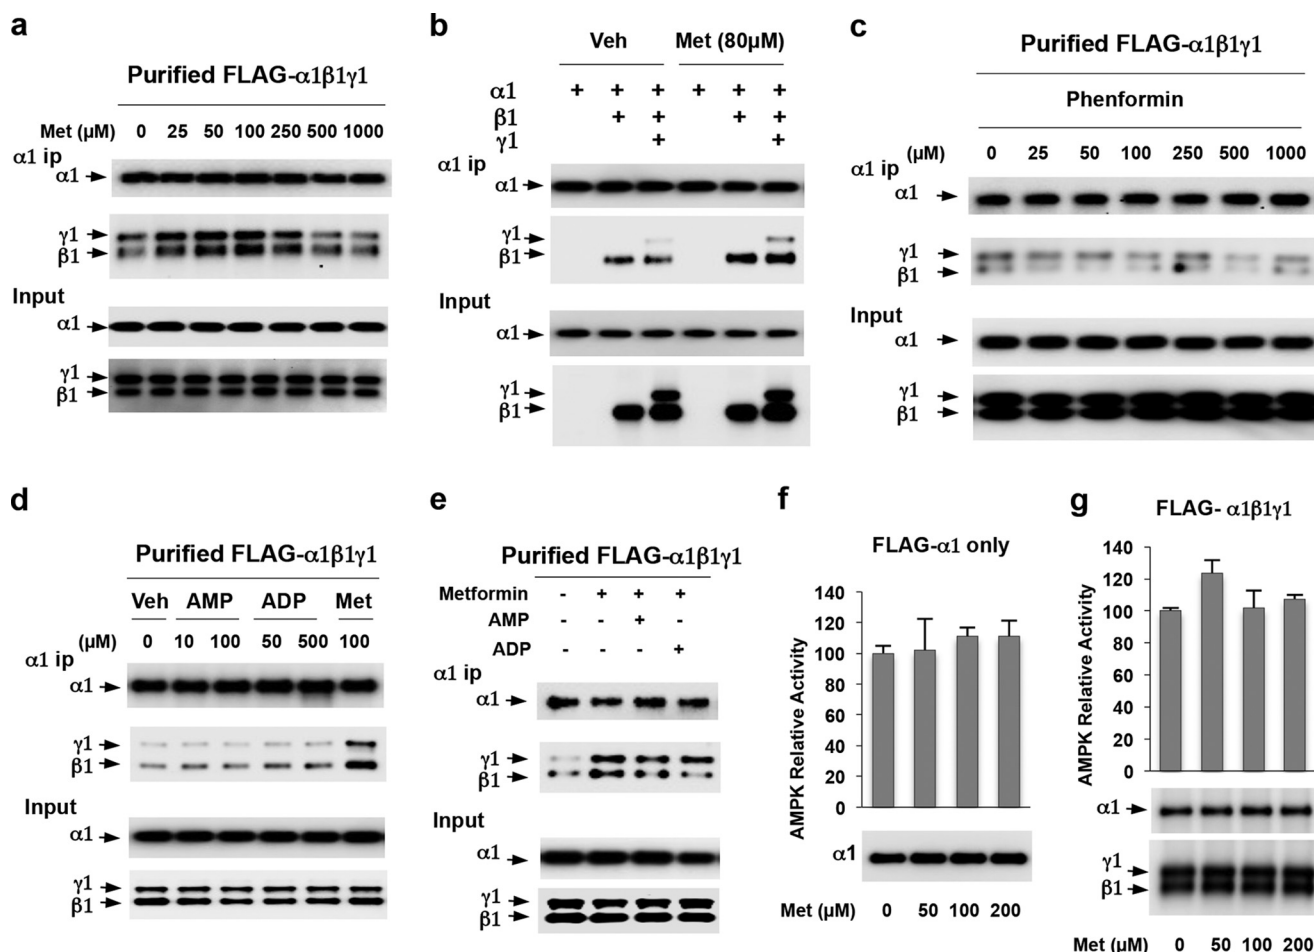 a
Purified FLAG-α1β1γ1
Met (µM) 0 25 50 100 250 500 1000
α1 ip
α1
γ1
β1
Input
α1
γ1
β1
b
Veh Met (80µM)
α1 + + + + + +
β1 + + + +
γ1 + +
α1 ip
α1
γ1
β1
Input
α1
γ1
β1
c
Purified FLAG-α1β1γ1
Phenformin
(µM) 0 25 50 100 250 500 1000
α1 ip
α1
γ1
β1
Input
α1
γ1
β1
d
Purified FLAG-α1β1γ1
Veh AMP ADP Met
(µM) 0 10 100 50 500 100
α1 ip
α1
γ1
β1
Input
α1
γ1
β1
e
Purified FLAG-α1β1γ1
Metformin - + + +
AMP - - + -
ADP - - - +
α1 ip
α1
γ1
β1
Input
α1
γ1
β1
f
FLAG-α1 only
AMPK Relative Activity
140
120
100
80
60
40
20
0
α1
Met (µM) 0 50 100 200
g
FLAG- α1β1γ1
AMPK Relative Activity
140
120
100
80
60
40
20
0
α1
γ1
β1
Met (µM) 0 50 100 200